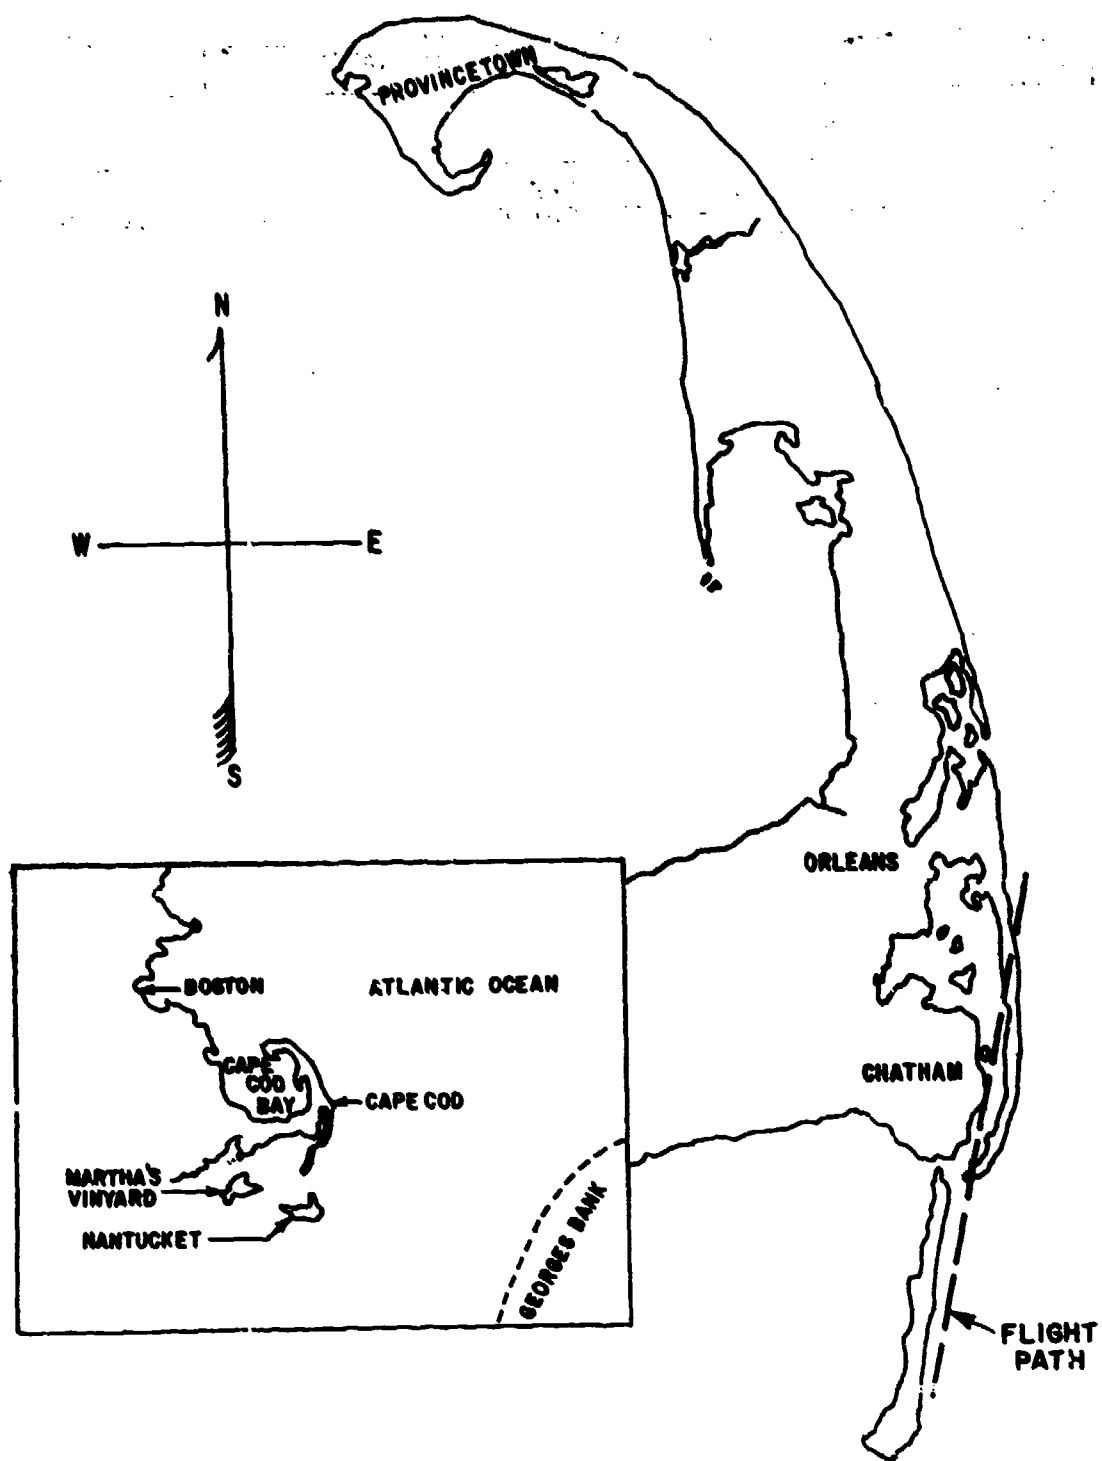 PROVINCETOWN
N
W
E
S
ORLEANS
BOSTON
ATLANTIC OCEAN
CAPE
COD
BAY
CAPE COD
CHATHAM
MARTHA'S
VINYARD
NANTUCKET
GEORGES BANK
FLIGHT
PATH